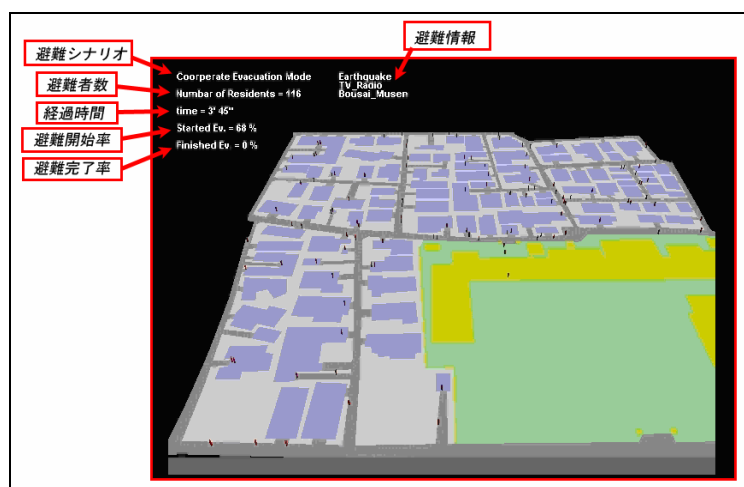 避難シナリオ
避難情報
避難者数
経過時間
避難開始率
避難完了率
Coorperate Evacuation Mode
Numbar of Residents = 116
time = 3' 45"
Started Ev. = 68 %
Finished Ev. = 0 %
Earthquake
TV_Radio
Bousai_Musen